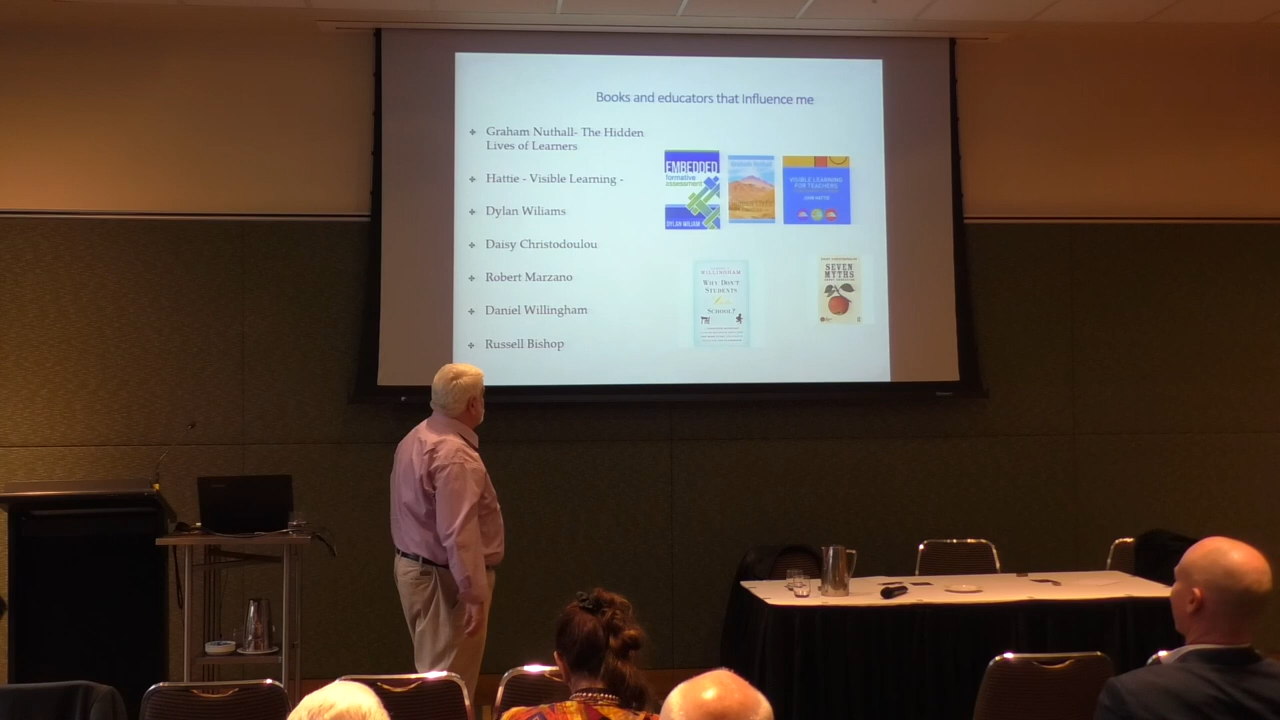 Books and educators that Influence me
Graham Nuthall- The Hidden
Lives of Learners
Hattie - Visible Learning -
Dylan Wiliams
Daisy Christodoulou
Robert Marzano
Daniel Willingham
Russell Bishop
EMBEDDED
formative
assessment
DYLAN WILIAM
VISIBLE LEARNING
FOR TEACHERS
JOHN HATTIE
WILLINGHAM
WHY DON'T
STUDENTS
SCHOOL?
SEVEN
MYTHS